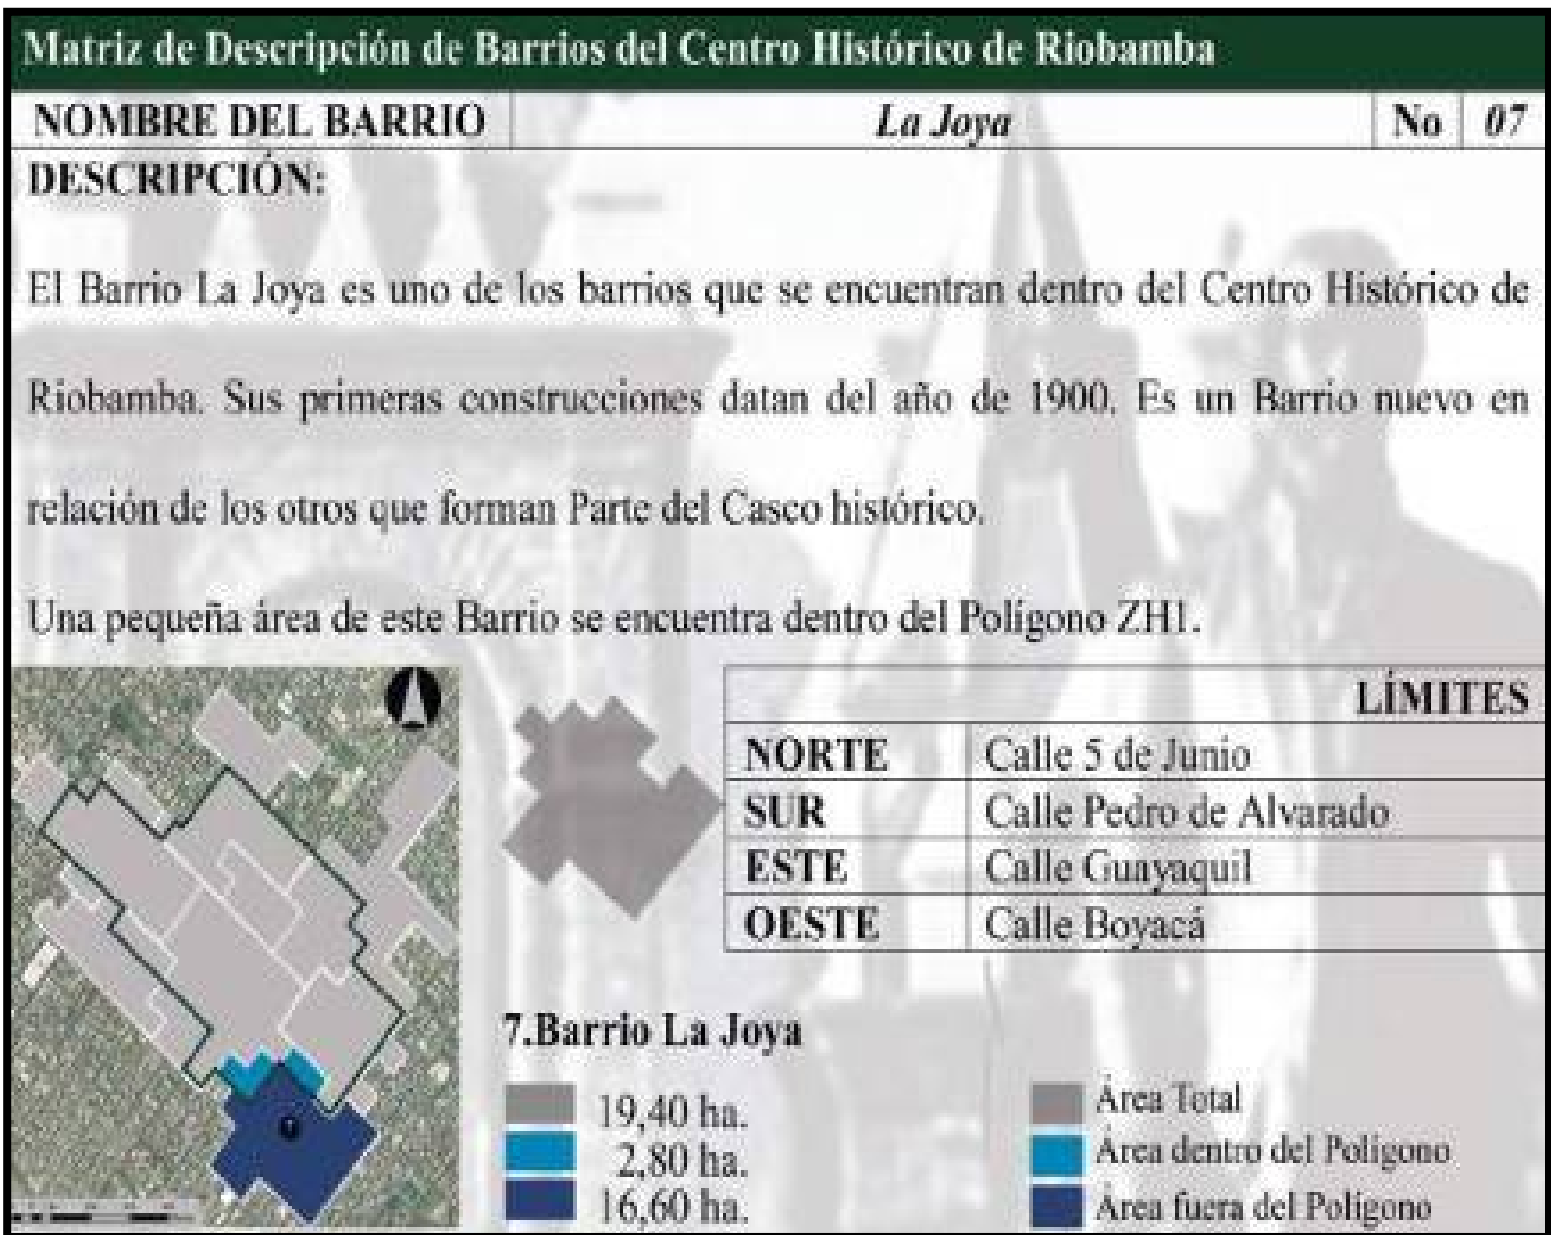 Matriz de Descripción de Barrios del Centro Histórico de Riobamba
NOMBRE DEL BARRIO La Joya No 07
DESCRIPCIÓN:
El Barrio La Joya es uno de los barrios que se encuentran dentro del Centro Histórico de
Riobamba. Sus primeras construcciones datan del año de 1900. Es un Barrio nuevo en
relación de los otros que forman Parte del Casco histórico.
Una pequeña área de este Barrio se encuentra dentro del Polígono ZH1.
LÍMITES
NORTE Calle 5 de Junio
SUR Calle Pedro de Alvarado
ESTE Calle Guayaquil
OESTE Calle Boyacá
7.Barrio La Joya
19,40 ha. Área Total
2,80 ha. Área dentro del Polígono
16,60 ha. Área fuera del Polígono